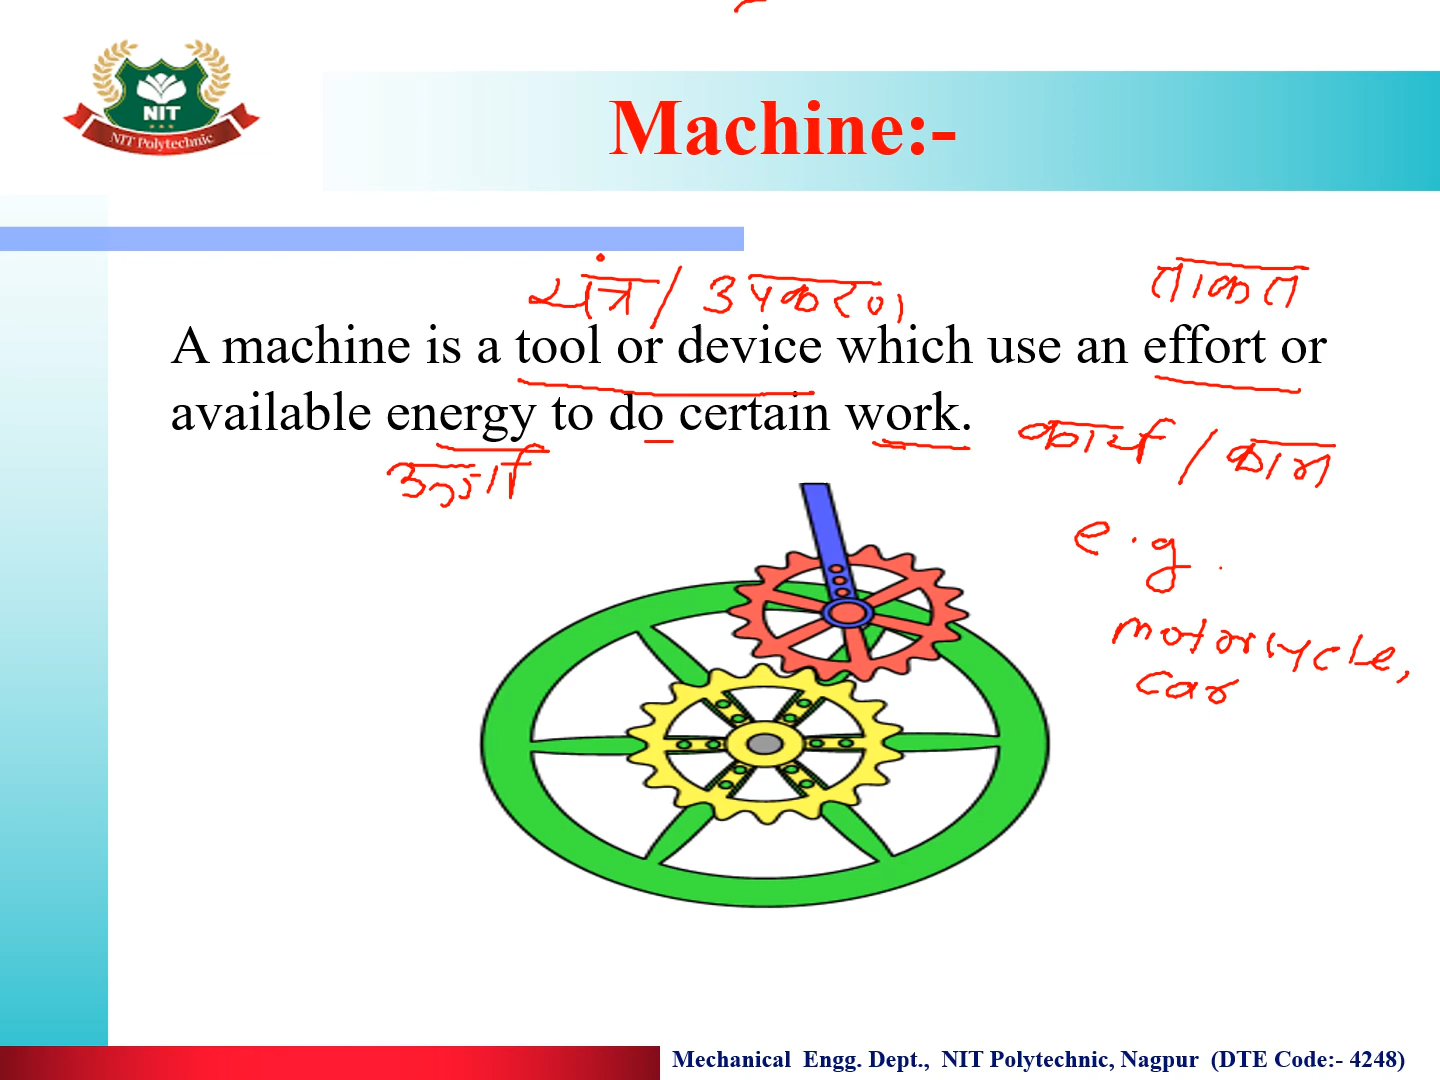 NIT
NIT Polytechnic
Machine:-
यंत्र / उपकरण
ताकत
A machine is a tool or device which use an effort or
available energy to do certain work.
कार्य / काम
ऊर्जा
e.g.
motorcycle,
car
Mechanical Engg. Dept., NIT Polytechnic, Nagpur (DTE Code:- 4248)